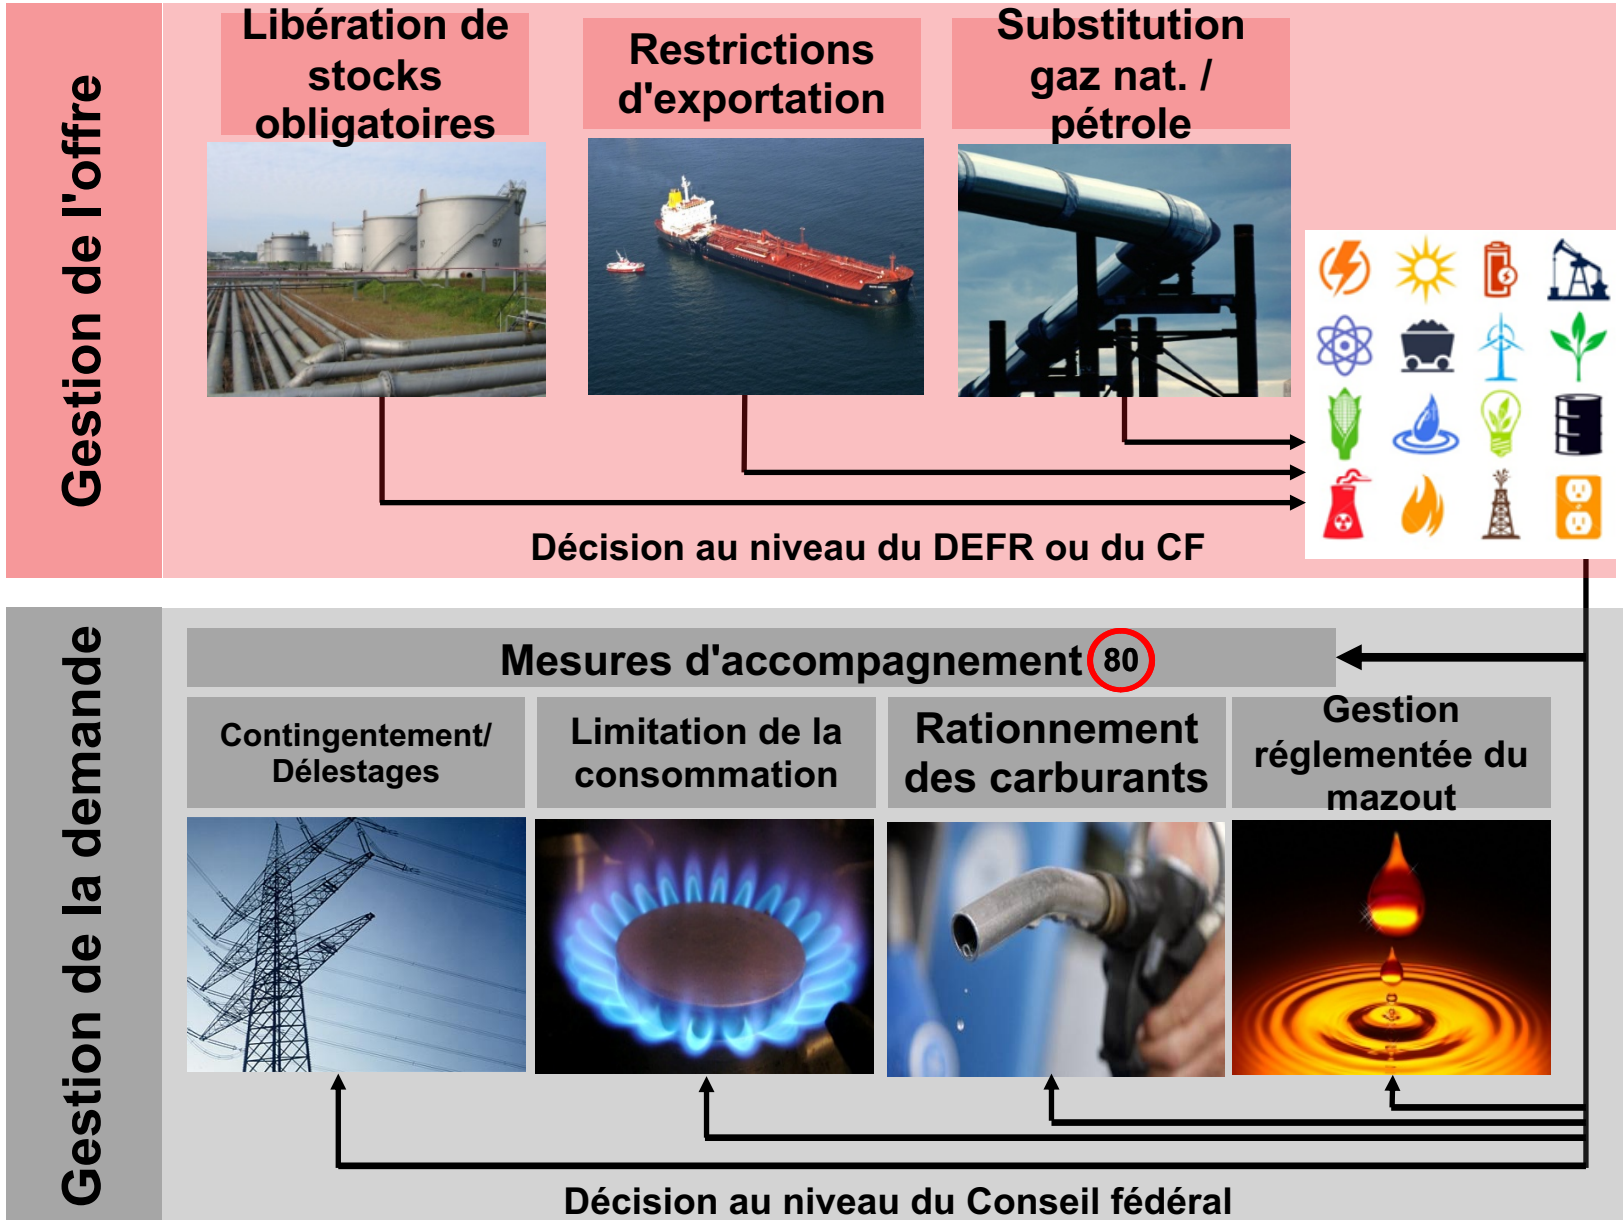 Gestion de l'offre
Libération de
stocks
obligatoires
Restrictions
d'exportation
Substitution
gaz nat. /
pétrole
97
Décision au niveau du DEFR ou du CF
Gestion de la demande
Mesures d'accompagnement 80
Contingentement/
Délestages
Limitation de la
consommation
Rationnement
des carburants
Gestion
réglementée du
mazout
Décision au niveau du Conseil fédéral